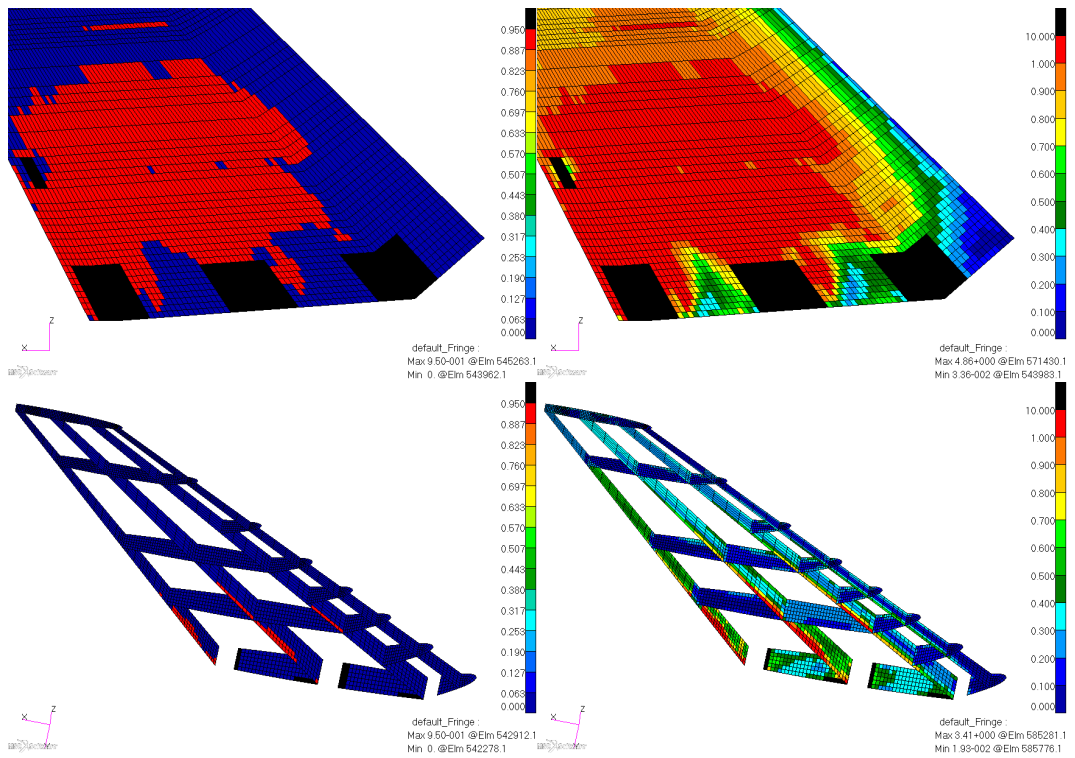 0.950
0.887
0.823
0.760
0.697
0.633
0.570
0.507
0.443
0.380
0.317
0.253
0.190
0.127
0.063
0.000
default_Fringe :
Max 9.50-001 @Elm 545263.1
Min 0. @Elm 543962.1
X
Z
10.000
1.000
0.900
0.800
0.700
0.600
0.500
0.400
0.300
0.200
0.100
0.000
default_Fringe :
Max 4.86+000 @Elm 571430.1
Min 3.36-002 @Elm 543983.1
X
Z
0.950
0.887
0.823
0.760
0.697
0.633
0.570
0.507
0.443
0.380
0.317
0.253
0.190
0.127
0.063
0.000
default_Fringe :
Max 9.50-001 @Elm 542912.1
Min 0. @Elm 542278.1
X
Z
Y
10.000
1.000
0.900
0.800
0.700
0.600
0.500
0.400
0.300
0.200
0.100
0.000
default_Fringe :
Max 3.41+000 @Elm 585281.1
Min 1.93-002 @Elm 585776.1
X
Z
Y